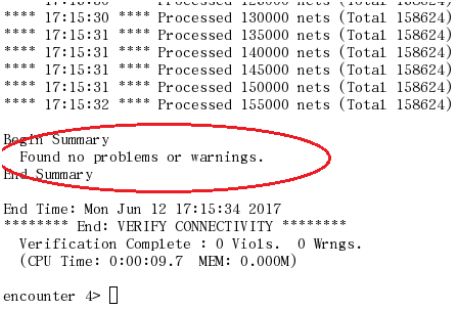 **** 17:15:30 **** Processed 130000 nets (Total 158624)
**** 17:15:31 **** Processed 135000 nets (Total 158624)
**** 17:15:31 **** Processed 140000 nets (Total 158624)
**** 17:15:31 **** Processed 145000 nets (Total 158624)
**** 17:15:31 **** Processed 150000 nets (Total 158624)
**** 17:15:32 **** Processed 155000 nets (Total 158624)
Begin Summary
Found no problems or warnings.
End Summary
End Time: Mon Jun 12 17:15:34 2017
******** End: VERIFY CONNECTIVITY ********
Verification Complete : 0 Viols. 0 Wrngs.
(CPU Time: 0:00:09.7 MEM: 0.000M)
encounter 4>